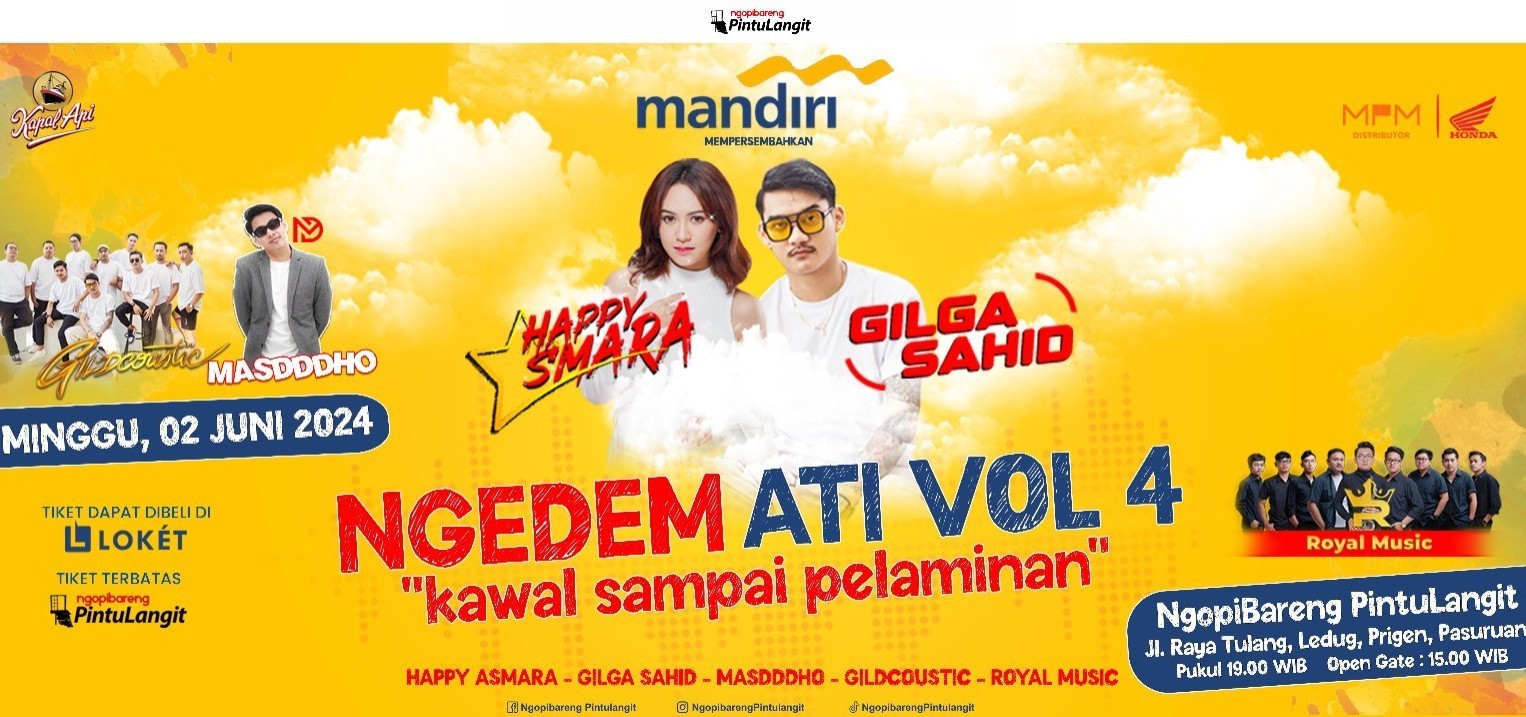 ngopibareng
PintuLangit
Kapal Api
mandiri
MEMPERSEMBAHKAN
MPM
DISTRIBUTOR
HONDA
GILDCOUSTIC
MD
MASDDDHO
HAPPY
ASMARA
GILGA
SAHID
MINGGU, 02 JUNI 2024
TIKET DAPAT DIBELI DI
LOKÉT
TIKET TERBATAS
ngopibareng
PintuLangit
NGEDEM ATI VOL 4
"kawal sampai pelaminan"
R
Royal Music
NgopiBareng PintuLangit
Jl. Raya Tulang, Ledug, Prigen, Pasuruan
Pukul 19.00 WIB Open Gate : 15.00 WIB
HAPPY ASMARA - GILGA SAHID - MASDDDHO - GILDCOUSTIC - ROYAL MUSIC
Ngopibareng Pintulangit
NgopibarengPintulangit
NgopibarengPintulangit